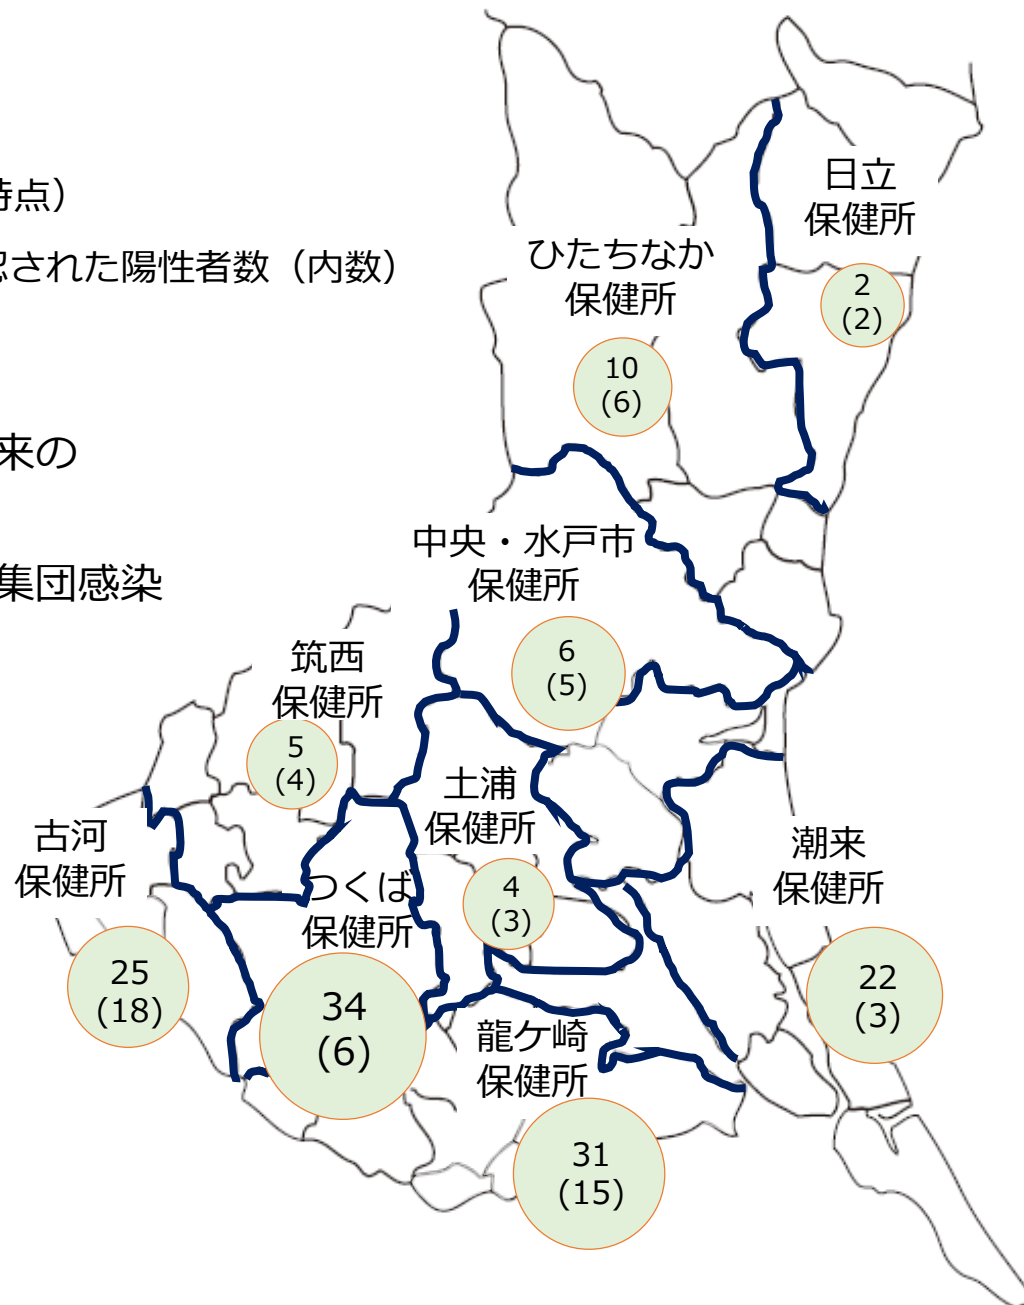 時点）
認された陽性者数（内数）
来の
集団感染
日立
保健所
2
(2)
ひたちなか
保健所
10
(6)
中央・水戸市
保健所
6
(5)
筑西
保健所
5
(4)
土浦
保健所
4
(3)
古河
保健所
25
(18)
つくば
保健所
34
(6)
潮来
保健所
22
(3)
龍ケ崎
保健所
31
(15)